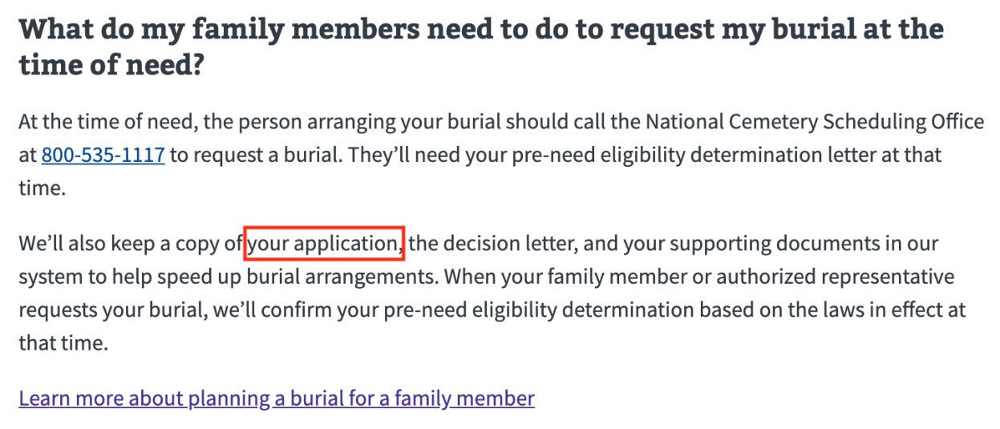 What do my family members need to do to request my burial at the
time of need?
At the time of need, the person arranging your burial should call the National Cemetery Scheduling Office
at 800-535-1117 to request a burial. They’ll need your pre-need eligibility determination letter at that
time.
We’ll also keep a copy of your application, the decision letter, and your supporting documents in our
system to help speed up burial arrangements. When your family member or authorized representative
requests your burial, we’ll confirm your pre-need eligibility determination based on the laws in effect at
that time.
Learn more about planning a burial for a family member